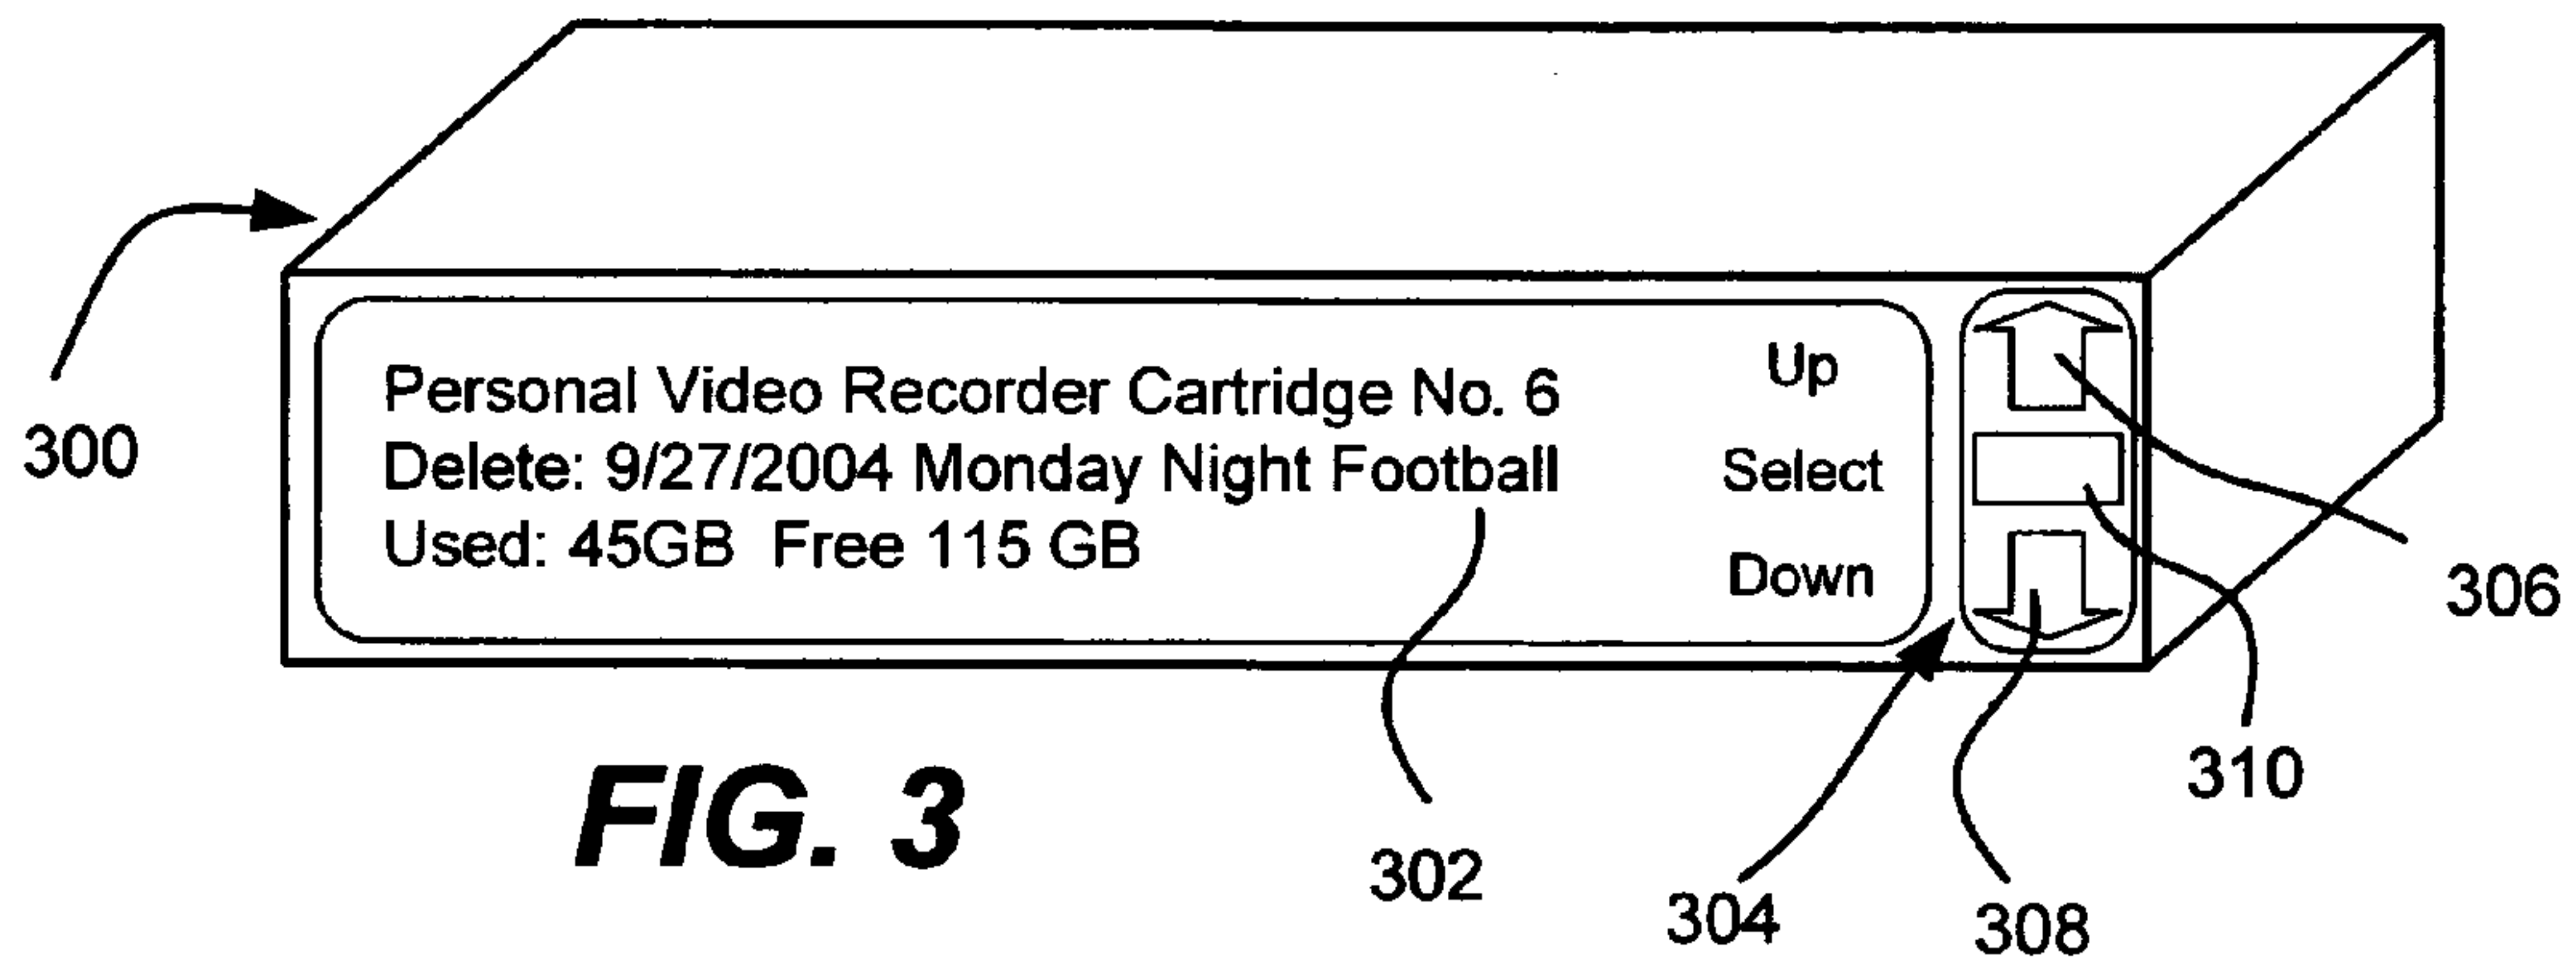 300
Personal Video Recorder Cartridge No. 6
Delete: 9/27/2004 Monday Night Football
Used: 45GB  Free 115 GB
Up
Select
Down
306
310
302
304
308
FIG. 3